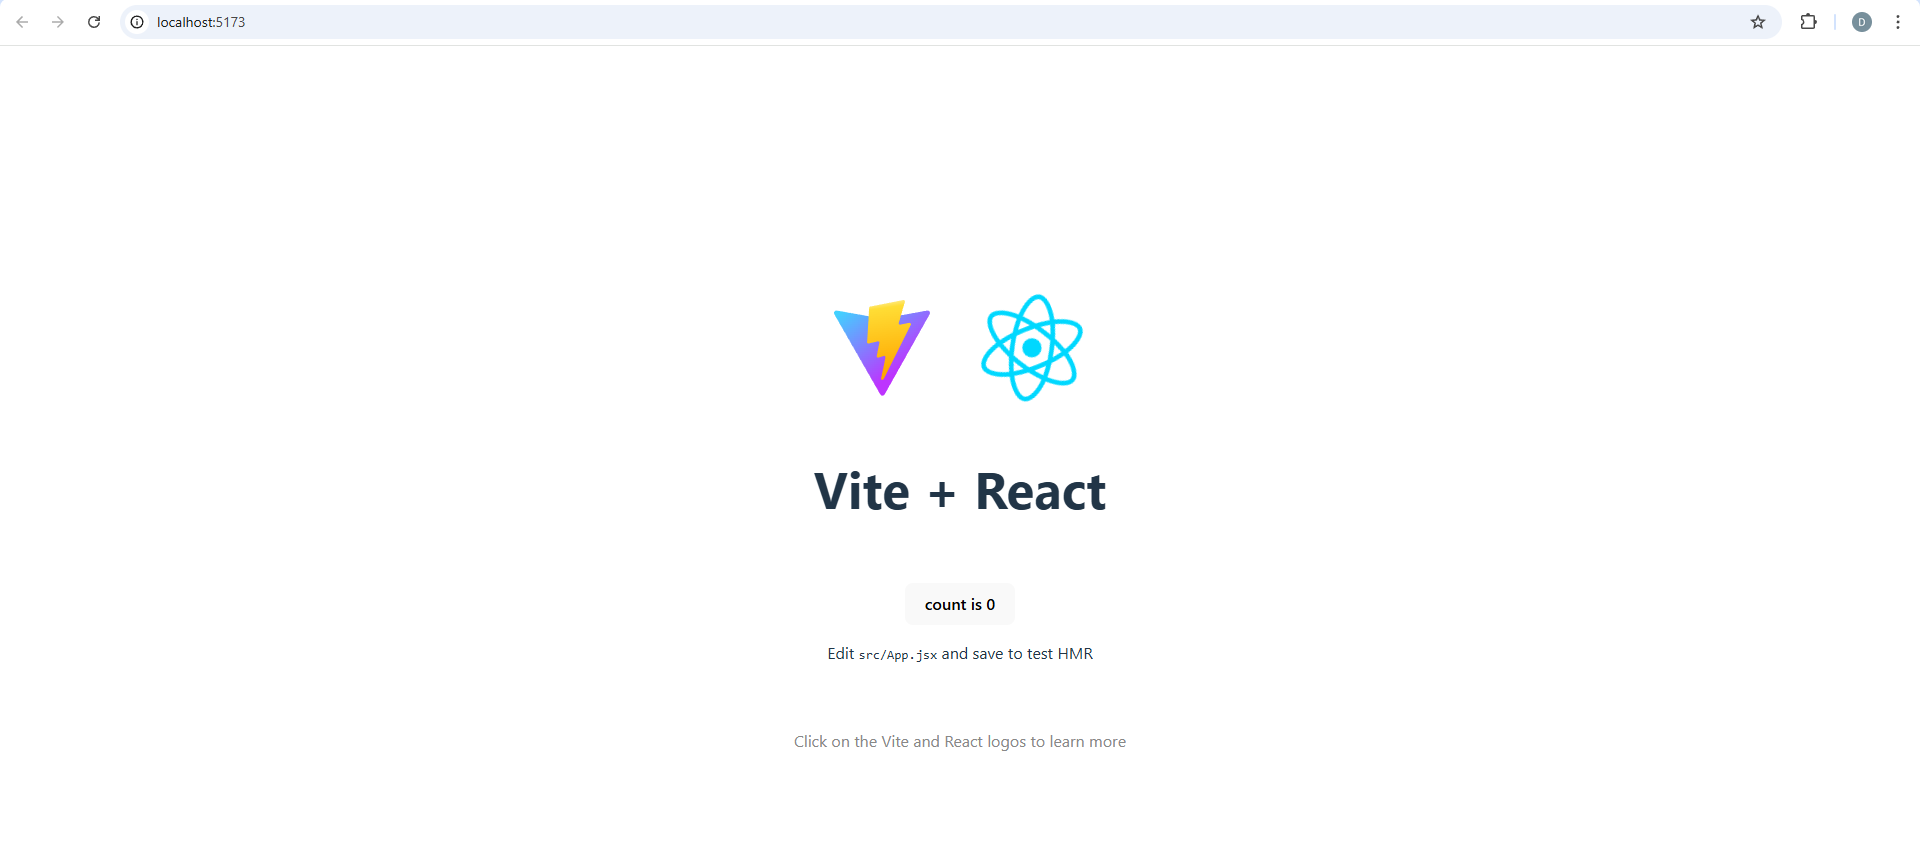 localhost:5173
D
Vite + React
count is 0
Edit src/App.jsx and save to test HMR
Click on the Vite and React logos to learn more